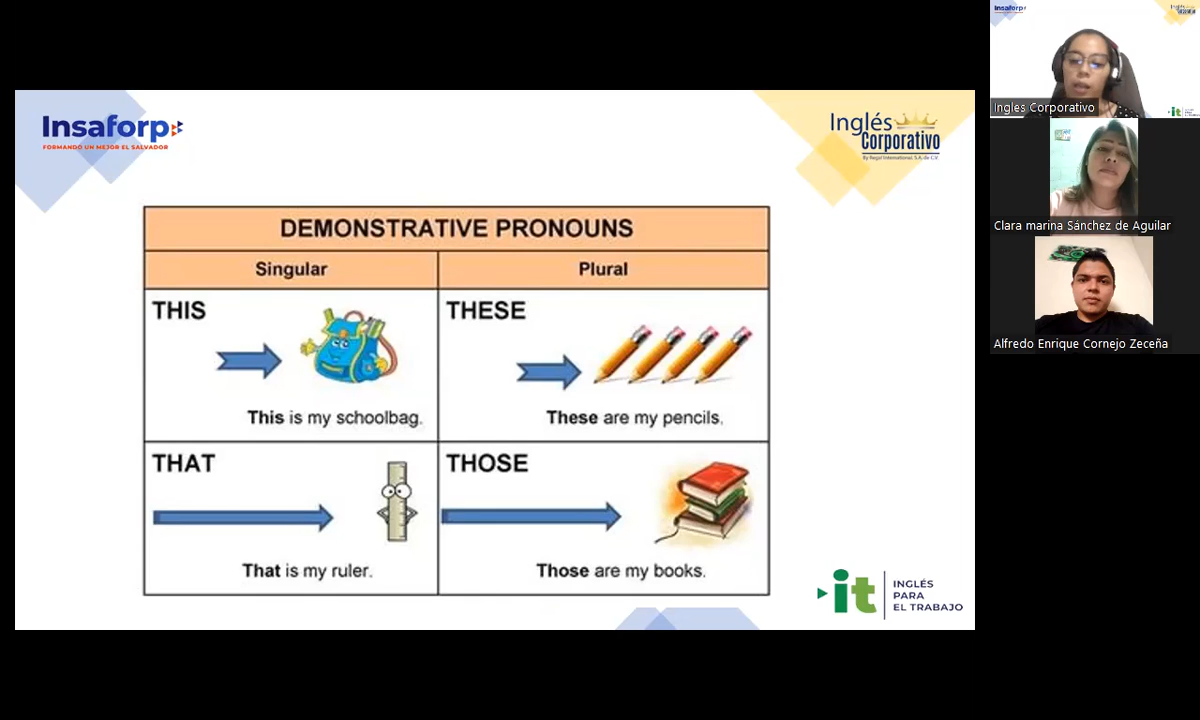 Insaforp
FORMANDO UN MEJOR EL SALVADOR
Inglés
Corporativo
By Regal International S.A. de C.V.
DEMONSTRATIVE PRONOUNS
Singular
Plural
THIS
This is my schoolbag.
THESE
These are my pencils.
THAT
That is my ruler.
THOSE
Those are my books.
it
INGLÉS
PARA
EL TRABAJO
Insaforp
Ingles Corporativo
Clara marina Sánchez de Aguilar
Alfredo Enrique Cornejo Zeceña